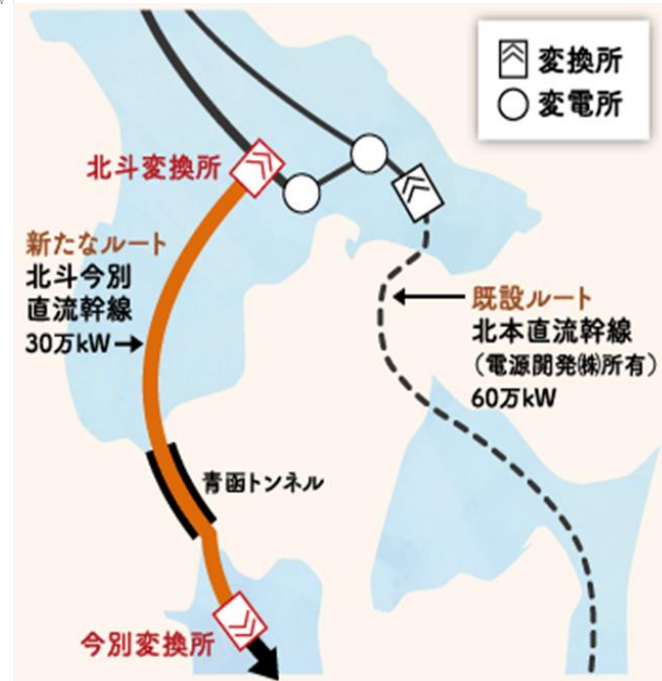 変換所
変電所
北斗変換所
新たなルート
北斗今別
直流幹線
30万kW
既設ルート
北本直流幹線
(電源開発㈱所有)
60万kW
青函トンネル
今別変換所